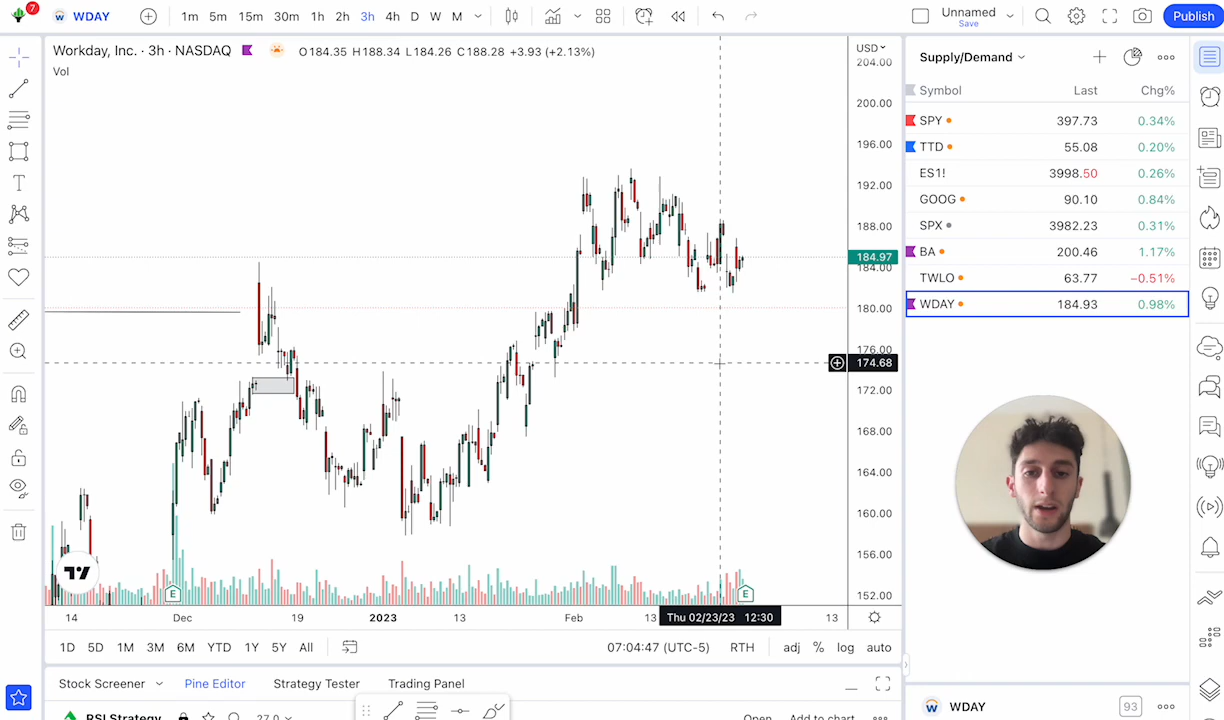 7
WDAY
1m 5m 15m 30m 1h 2h 3h 4h D W M
Unnamed
Save
Publish
Workday, Inc. · 3h · NASDAQ
O184.35 H188.34 L184.26 C188.28 +3.93 (+2.13%)
Vol
USD
204.00
200.00
196.00
192.00
188.00
184.97
184.00
180.00
176.00
174.68
172.00
168.00
164.00
160.00
156.00
152.00
E
E
14 Dec 19 2023 13 Feb 13 Thu 02/23/23 12:30 13
1D 5D 1M 3M 6M YTD 1Y 5Y All
07:04:47 (UTC-5) RTH adj % log auto
Stock Screener Pine Editor Strategy Tester Trading Panel
RSI Strategy 27.0 Open Add to chart
Supply/Demand
Symbol Last Chg%
SPY 397.73 0.34%
TTD 55.08 0.20%
ES1! 3998.50 0.26%
GOOG 90.10 0.84%
SPX 3982.23 0.31%
BA 200.46 1.17%
TWLO 63.77 −0.51%
WDAY 184.93 0.98%
WDAY 93